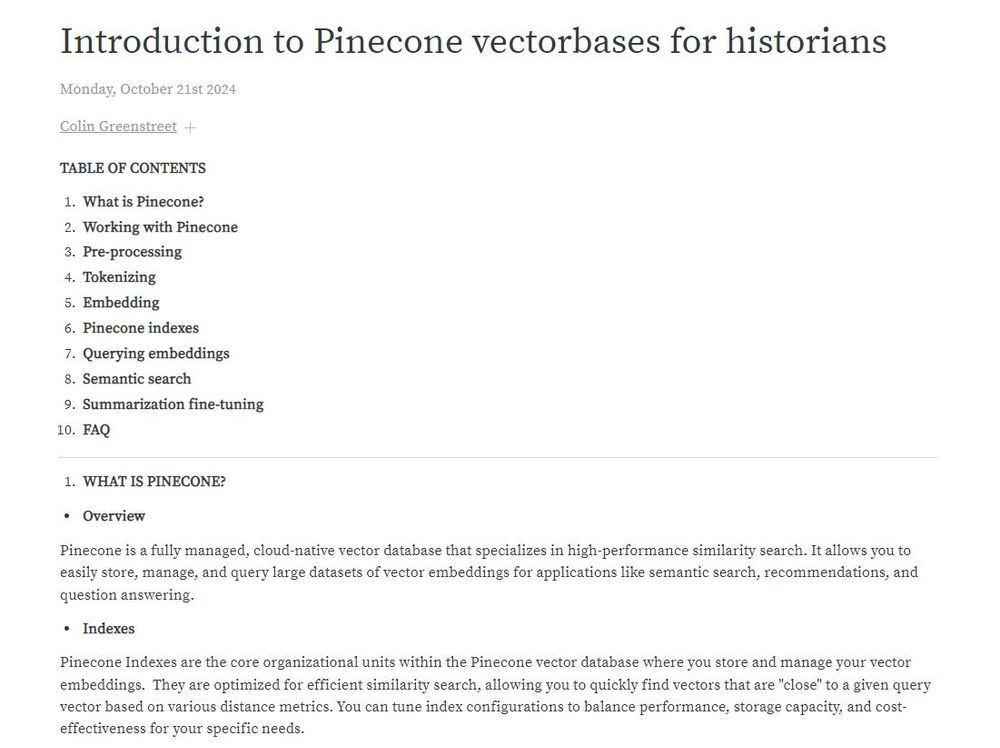 Introduction to Pinecone vectorbases for historians
Monday, October 21st 2024
Colin Greenstreet +
TABLE OF CONTENTS
1. What is Pinecone?
2. Working with Pinecone
3. Pre-processing
4. Tokenizing
5. Embedding
6. Pinecone indexes
7. Querying embeddings
8. Semantic search
9. Summarization fine-tuning
10. FAQ
1. WHAT IS PINECONE?
• Overview
Pinecone is a fully managed, cloud-native vector database that specializes in high-performance similarity search. It allows you to
easily store, manage, and query large datasets of vector embeddings for applications like semantic search, recommendations, and
question answering.
• Indexes
Pinecone Indexes are the core organizational units within the Pinecone vector database where you store and manage your vector
embeddings.  They are optimized for efficient similarity search, allowing you to quickly find vectors that are "close" to a given query
vector based on various distance metrics. You can tune index configurations to balance performance, storage capacity, and cost-
effectiveness for your specific needs.